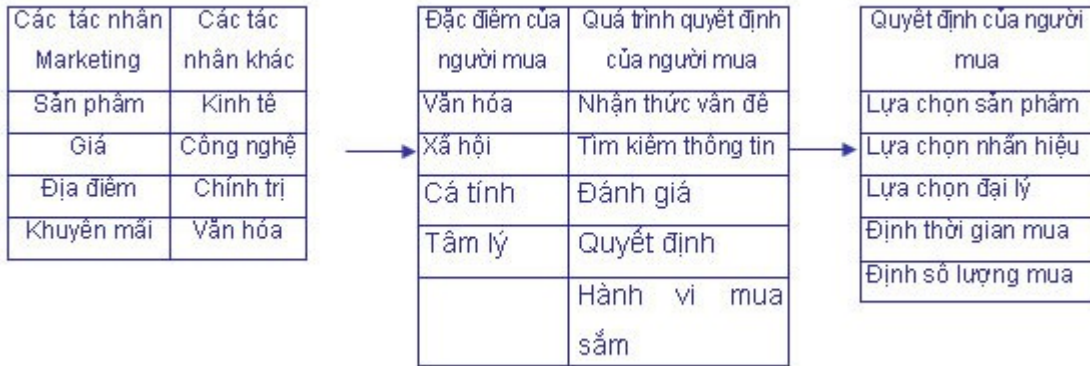 Các tác nhân
Marketing
Các tác
nhân khác
Sản phẩm
Kinh tế
Giá
Công nghệ
Địa điểm
Chính trị
Khuyến mãi
Văn hóa
Đặc điểm của
người mua
Quá trình quyết định
của người mua
Văn hóa
Nhận thức vấn đề
Xã hội
Tìm kiếm thông tin
Cá tính
Đánh giá
Tâm lý
Quyết định
Hành vi mua
sắm
Quyết định của người
mua
Lựa chọn sản phẩm
Lựa chọn nhãn hiệu
Lựa chọn đại lý
Định thời gian mua
Định số lượng mua